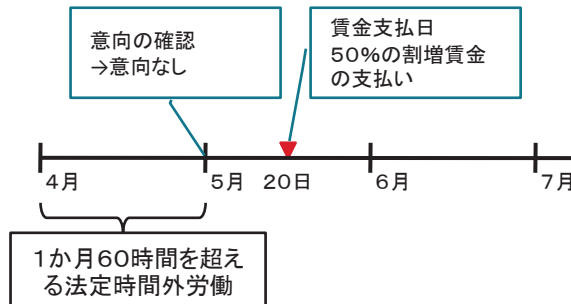 意向の確認
→意向なし
賃金支払日
50%の割増賃金
の支払い
4月
5月
20日
6月
7月
1か月60時間を超え
る法定時間外労働